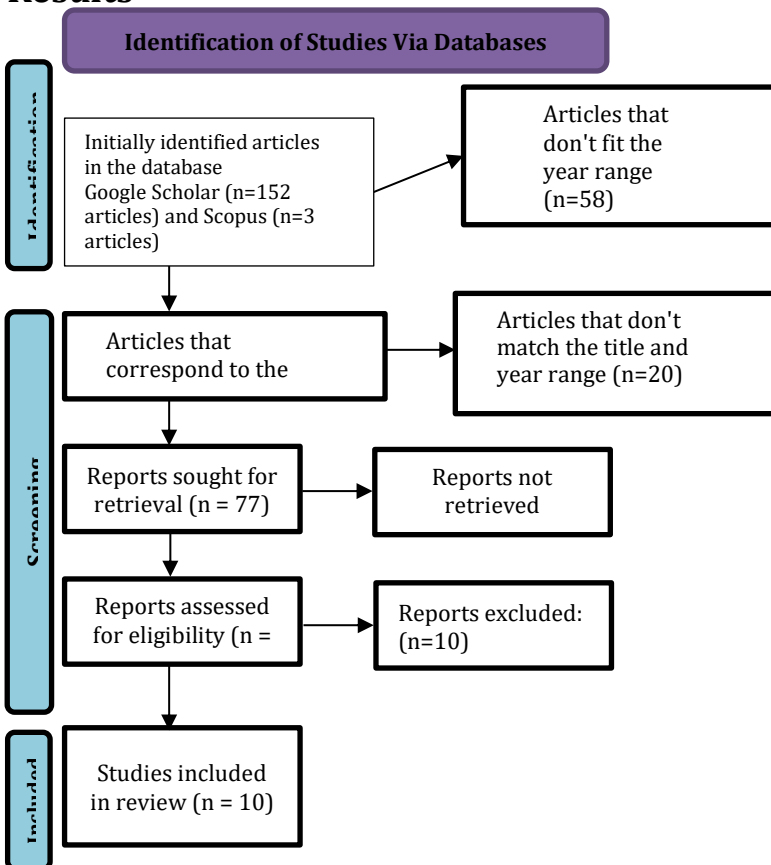 Results
Identification of Studies Via Databases
Identification
Initially identified articles
in the database
Google Scholar (n=152
articles) and Scopus (n=3
articles)
Articles that
don't fit the
year range
(n=58)
Screening
Articles that
correspond to the
Articles that don't
match the title and
year range (n=20)
Reports sought for
retrieval (n = 77)
Reports not
retrieved
Reports assessed
for eligibility (n =
Reports excluded:
(n=10)
Included
Studies included
in review (n = 10)